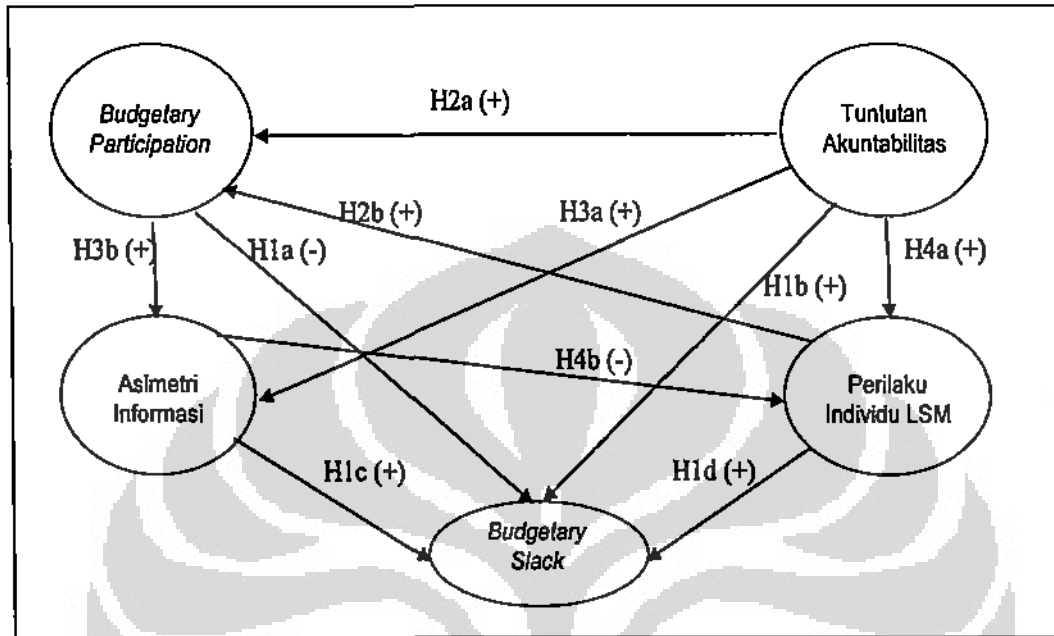 H2a (+)
Budgetary
Participation
Tuntutan
Akuntabilitas
H2b (+)
H3a (+)
H3b (+)
H1a (-)
H4a (+)
H1b (+)
H4b (-)
Asimetri
Informasi
Perilaku
Individu LSM
H1c (+)
H1d (+)
Budgetary
Slack